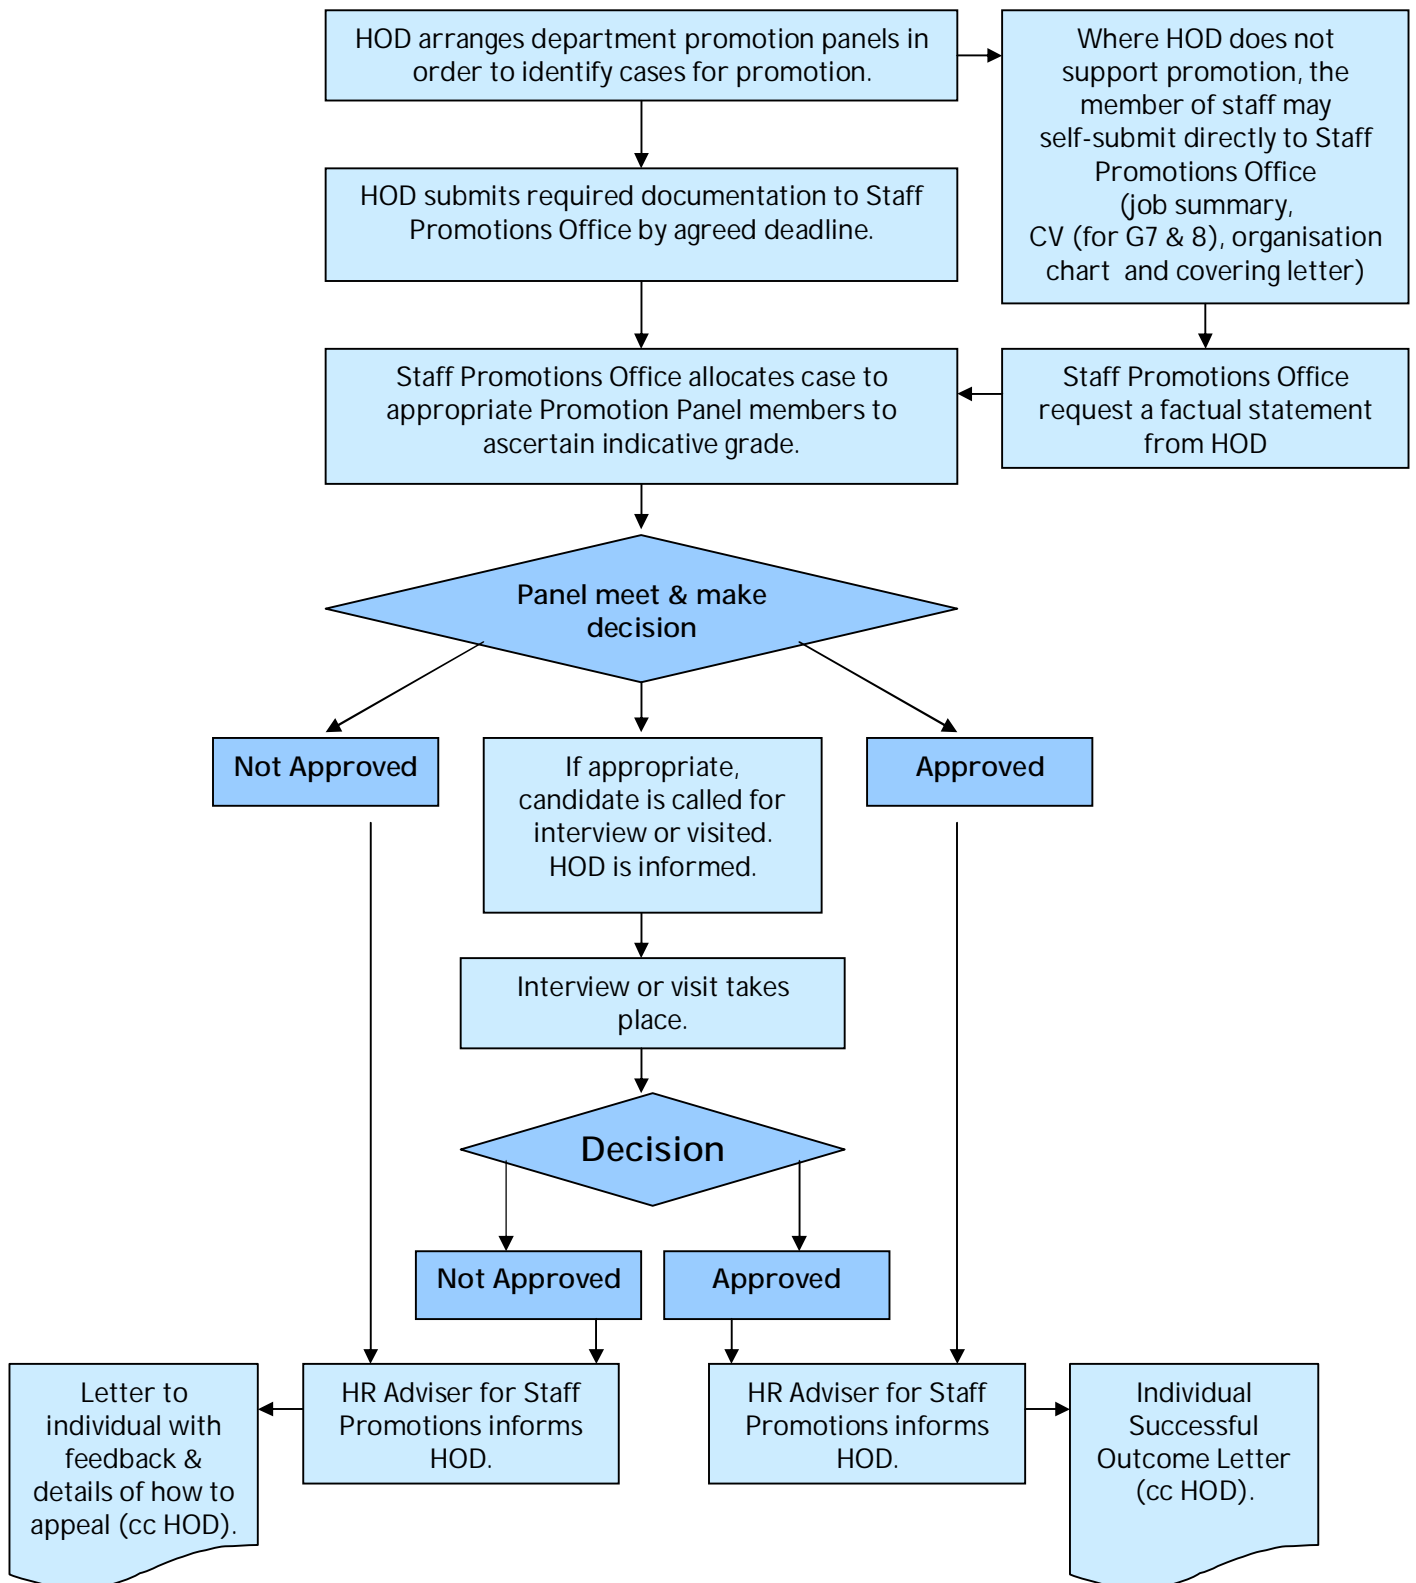 HOD arranges department promotion panels in
order to identify cases for promotion.
Where HOD does not
support promotion, the
member of staff may
self-submit directly to Staff
Promotions Office
(job summary,
CV (for G7 & 8), organisation
chart and covering letter)
HOD submits required documentation to Staff
Promotions Office by agreed deadline.
Staff Promotions Office allocates case to
appropriate Promotion Panel members to
ascertain indicative grade.
Staff Promotions Office
request a factual statement
from HOD
Panel meet & make
decision
Not Approved
If appropriate,
candidate is called for
interview or visited.
HOD is informed.
Approved
Interview or visit takes
place.
Decision
Not Approved
Approved
Letter to
individual with
feedback &
details of how to
appeal (cc HOD).
HR Adviser for Staff
Promotions informs
HOD.
HR Adviser for Staff
Promotions informs
HOD.
Individual
Successful
Outcome Letter
(cc HOD).